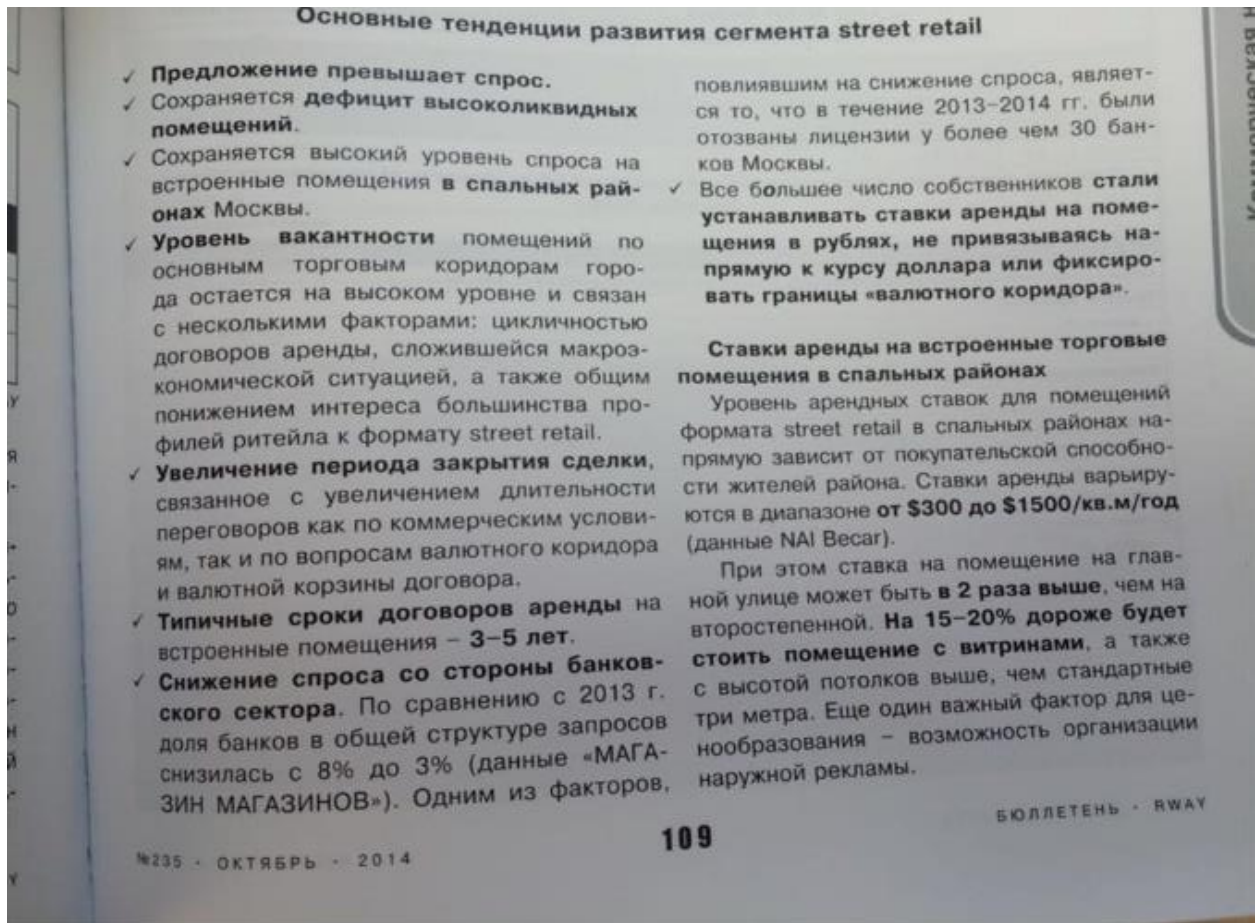 Основные тенденции развития сегмента street retail
✓ Предложение превышает спрос.
✓ Сохраняется дефицит высоколиквидных
помещений.
✓ Сохраняется высокий уровень спроса на
встроенные помещения в спальных рай-
онах Москвы.
✓ Уровень вакантности помещений по
основным торговым коридорам горо-
да остается на высоком уровне и связан
с несколькими факторами: цикличностью
договоров аренды, сложившейся макроэ-
кономической ситуацией, а также общим
понижением интереса большинства про-
филей ритейла к формату street retail.
✓ Увеличение периода закрытия сделки,
связанное с увеличением длительности
переговоров как по коммерческим услови-
ям, так и по вопросам валютного коридора
и валютной корзины договора.
✓ Типичные сроки договоров аренды на
встроенные помещения – 3–5 лет.
✓ Снижение спроса со стороны банков-
ского сектора. По сравнению с 2013 г.
доля банков в общей структуре запросов
снизилась с 8% до 3% (данные «МАГА-
ЗИН МАГАЗИНОВ»). Одним из факторов,
повлиявшим на снижение спроса, являет-
ся то, что в течение 2013–2014 гг. были
отозваны лицензии у более чем 30 бан-
ков Москвы.
✓ Все большее число собственников стали
устанавливать ставки аренды на поме-
щения в рублях, не привязываясь на-
прямую к курсу доллара или фиксиро-
вать границы «валютного коридора».
Ставки аренды на встроенные торговые
помещения в спальных районах
Уровень арендных ставок для помещений
формата street retail в спальных районах на-
прямую зависит от покупательской способно-
сти жителей района. Ставки аренды варьиру-
ются в диапазоне от $300 до $1500/кв.м/год
(данные NAI Becar).
При этом ставка на помещение на глав-
ной улице может быть в 2 раза выше, чем на
второстепенной. На 15–20% дороже будет
стоить помещение с витринами, а также
с высотой потолков выше, чем стандартные
три метра. Еще один важный фактор для це-
нообразования – возможность организации
наружной рекламы.
№235 · ОКТЯБРЬ · 2014
109
БЮЛЛЕТЕНЬ · RWAY